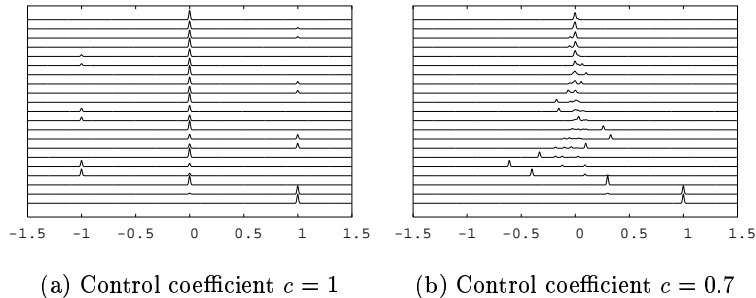 -1.5 -1 -0.5 0 0.5 1 1.5 -1.5 -1 -0.5 0 0.5 1 1.5
(a) Control coefficient c = 1 (b) Control coefficient c = 0.7